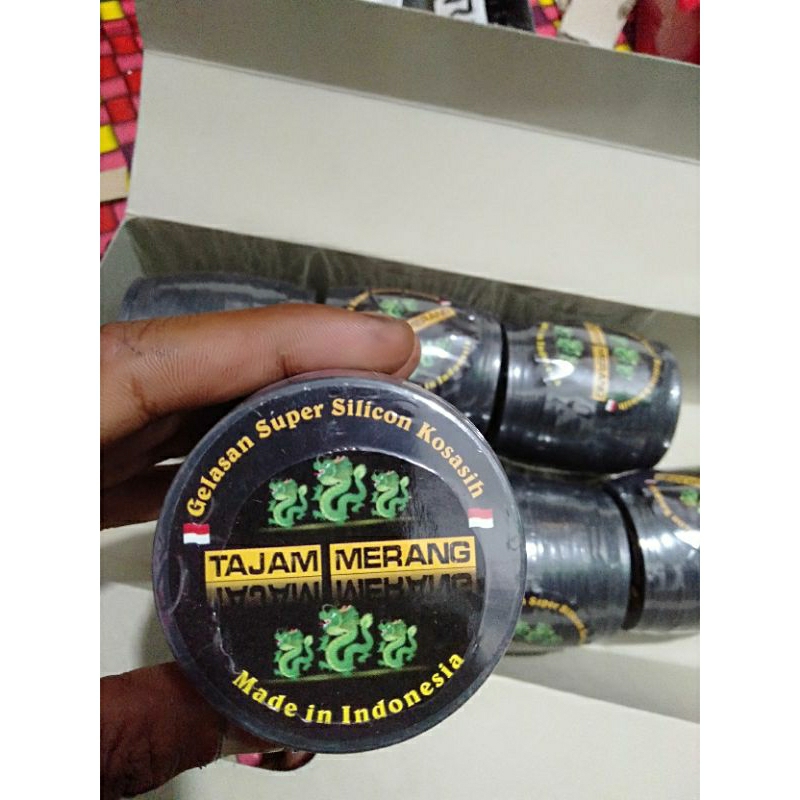 Gelasan Super Silicon Kosasih
TAJAM MERANG
Made in Indonesia